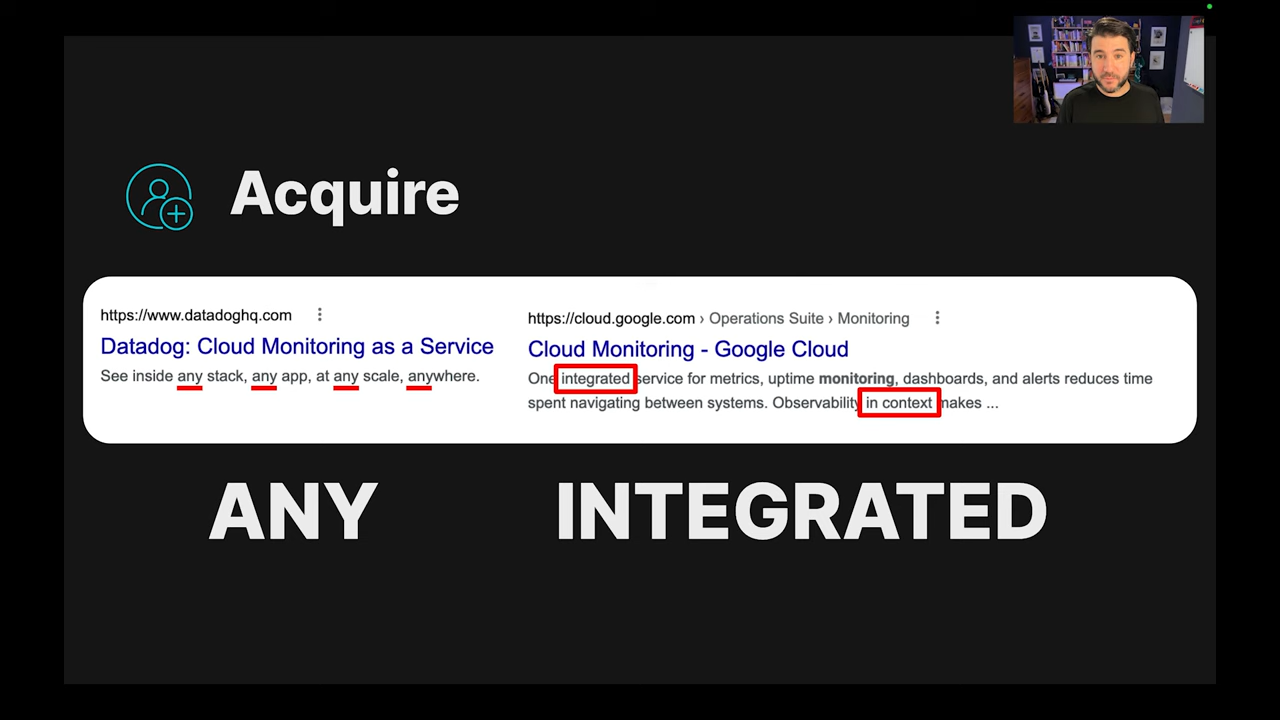 Acquire
https://www.datadoghq.com
Datadog: Cloud Monitoring as a Service
See inside any stack, any app, at any scale, anywhere.
https://cloud.google.com › Operations Suite › Monitoring
Cloud Monitoring - Google Cloud
One integrated service for metrics, uptime monitoring, dashboards, and alerts reduces time
spent navigating between systems. Observability in context makes ...
ANY
INTEGRATED